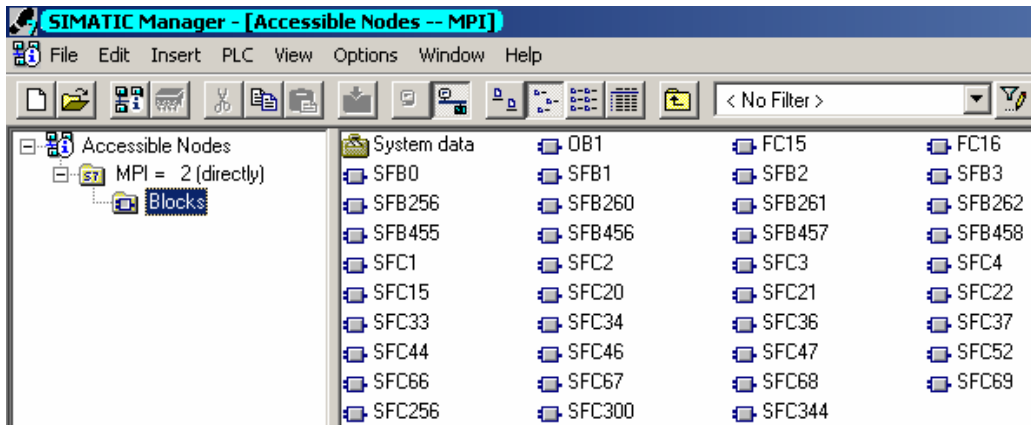 SIMATIC Manager - [Accessible Nodes -- MPI]
File Edit Insert PLC View Options Window Help
< No Filter >
Accessible Nodes
MPI = 2 (directly)
Blocks
System data OB1 FC15 FC16
SFB0 SFB1 SFB2 SFB3
SFB256 SFB260 SFB261 SFB262
SFB455 SFB456 SFB457 SFB458
SFC1 SFC2 SFC3 SFC4
SFC15 SFC20 SFC21 SFC22
SFC33 SFC34 SFC36 SFC37
SFC44 SFC46 SFC47 SFC52
SFC66 SFC67 SFC68 SFC69
SFC256 SFC300 SFC344